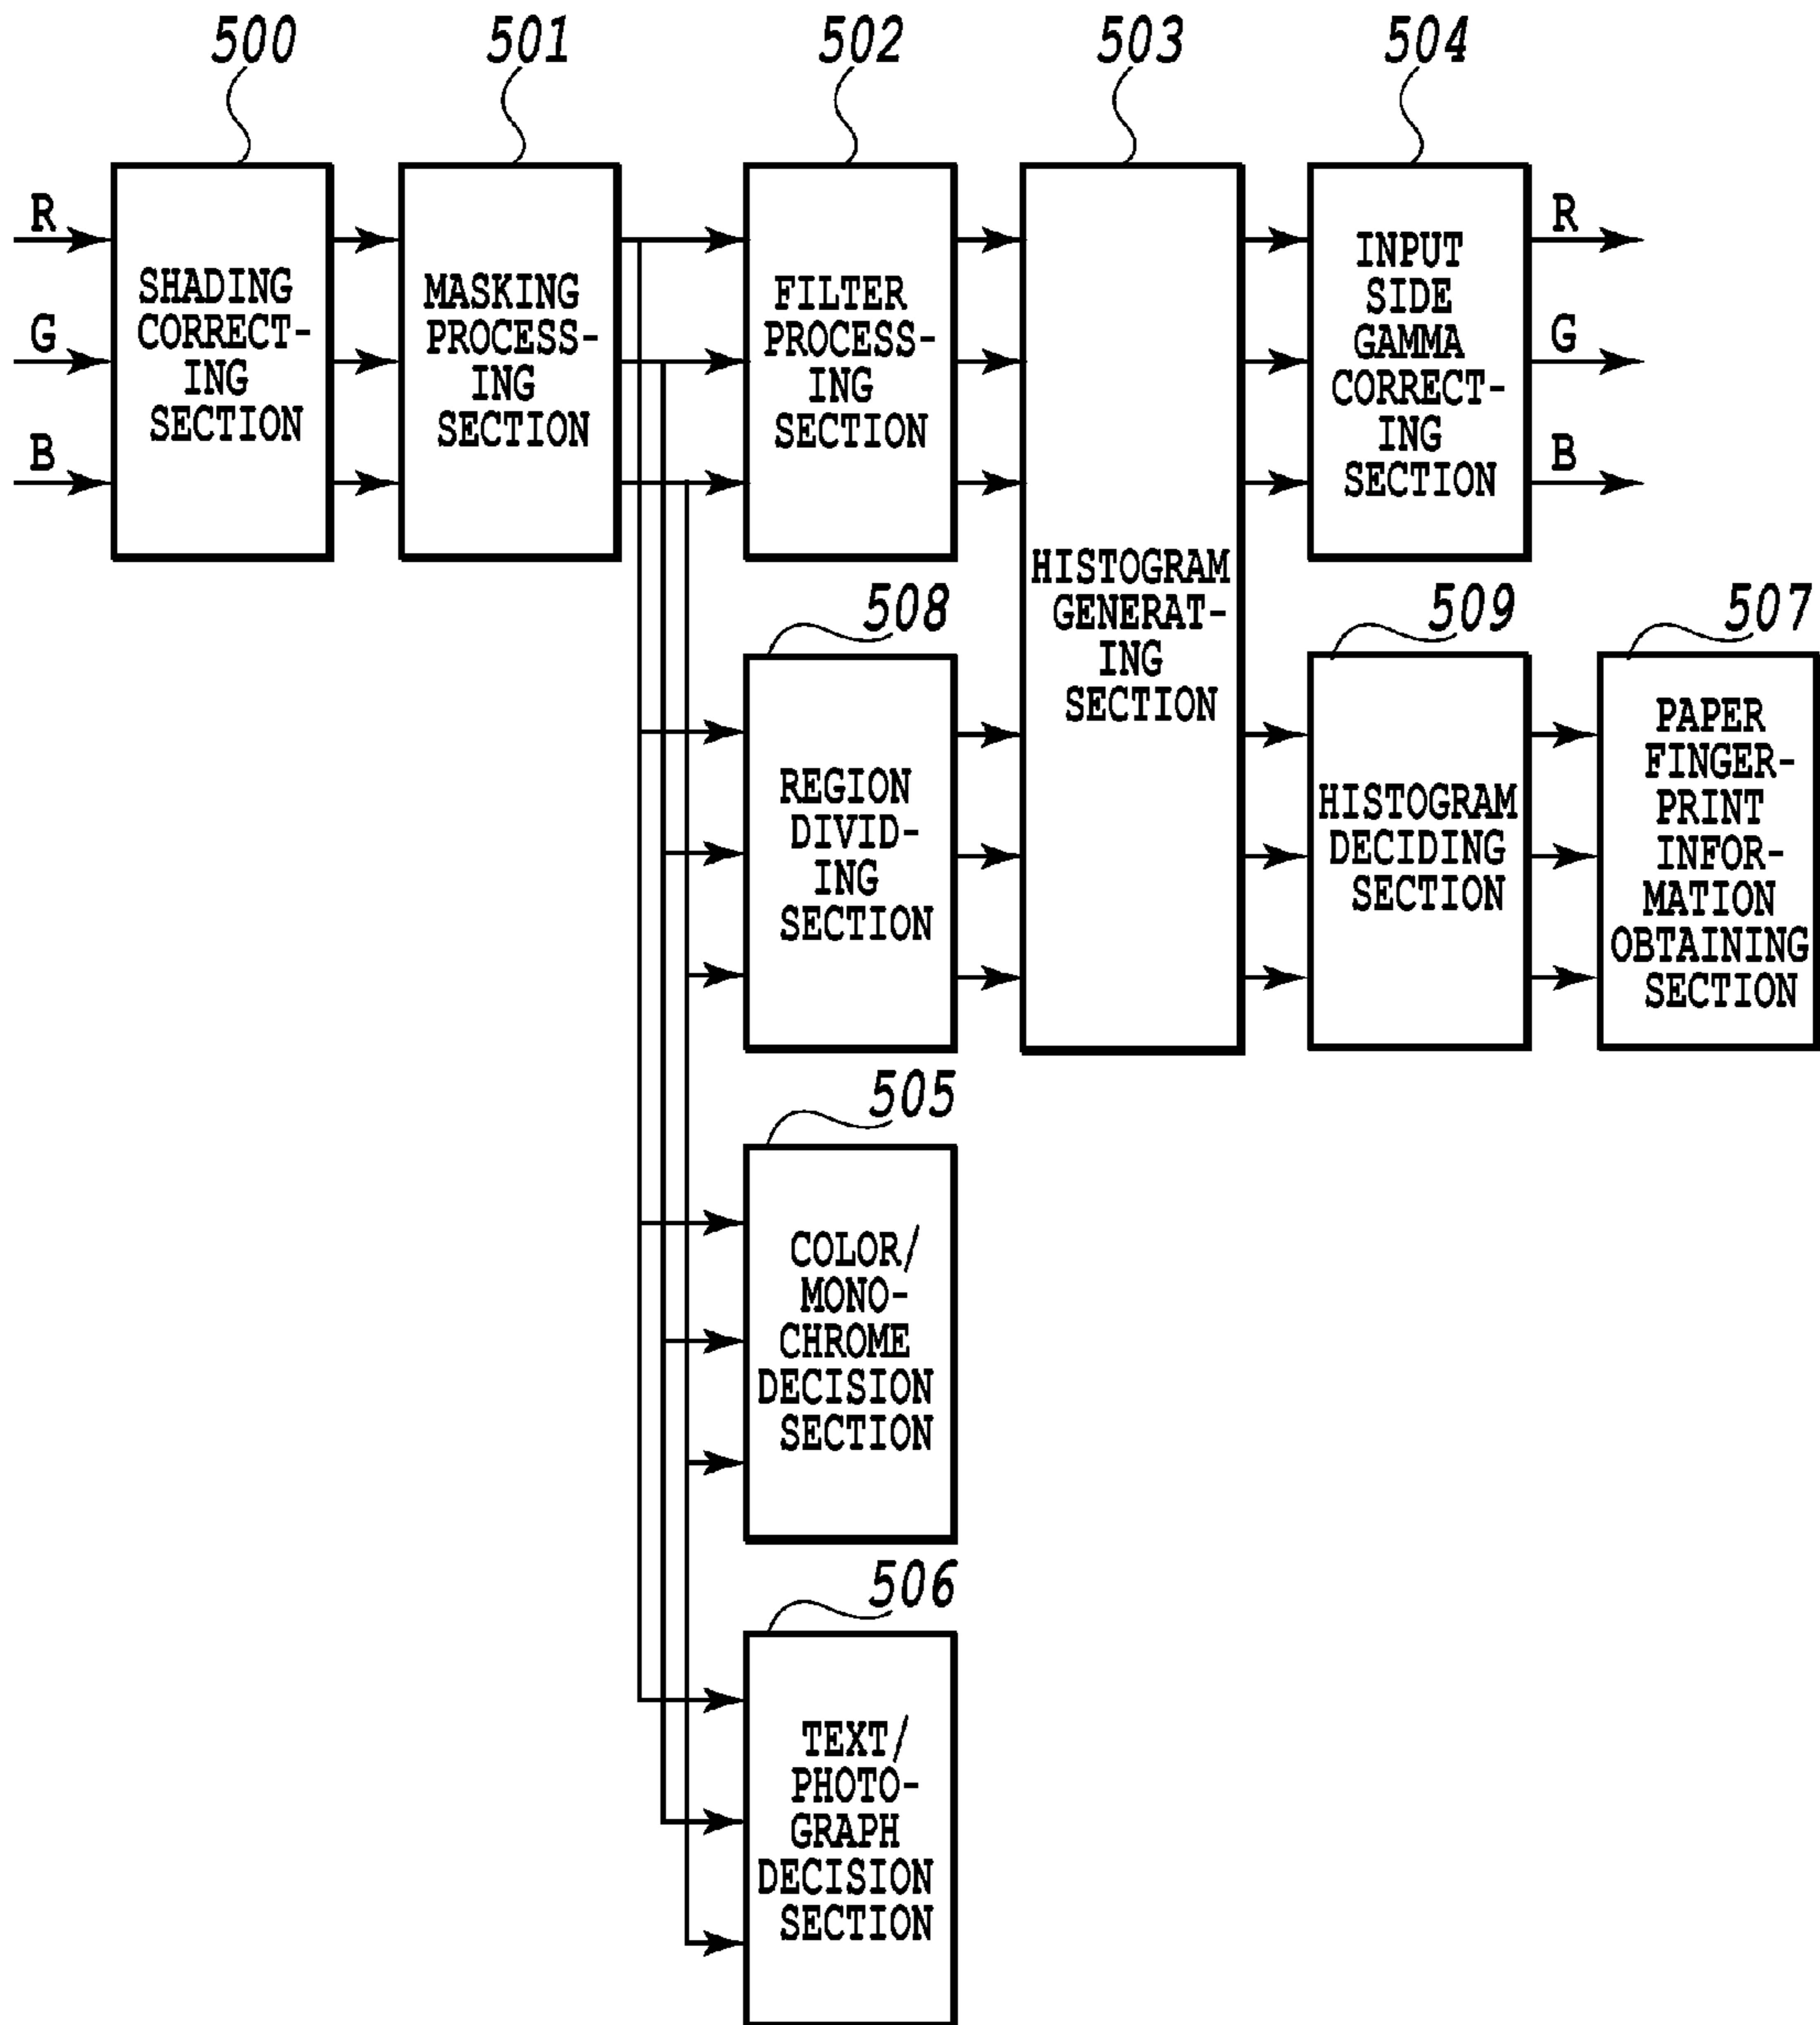 500
501
502
503
504
R
G
B
SHADING
CORRECT-
ING
SECTION
MASKING
PROCESS-
ING
SECTION
FILTER
PROCESS-
ING
SECTION
HISTOGRAM
GENERAT-
ING
SECTION
INPUT
SIDE
GAMMA
CORRECT-
ING
SECTION
R
G
B
508
REGION
DIVID-
ING
SECTION
509
HISTOGRAM
DECIDING
SECTION
507
PAPER
FINGER-
PRINT
INFOR-
MATION
OBTAINING
SECTION
505
COLOR/
MONO-
CHROME
DECISION
SECTION
506
TEXT/
PHOTO-
GRAPH
DECISION
SECTION